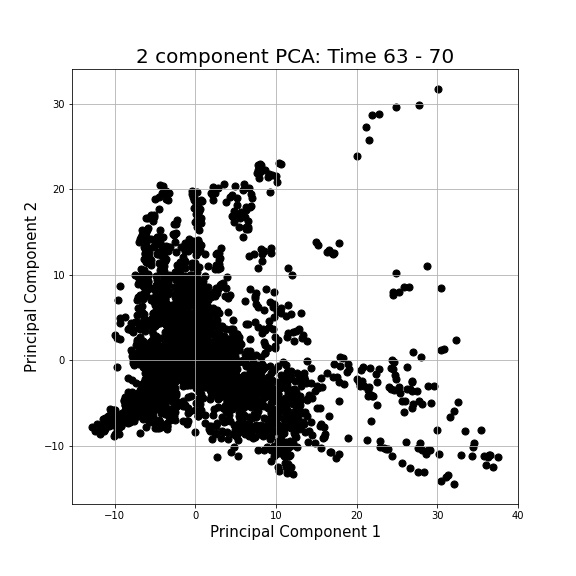 2 component PCA: Time 63 - 70
Principal Component 2
30
20
10
0
−10
−10 0 10 20 30 40
Principal Component 1